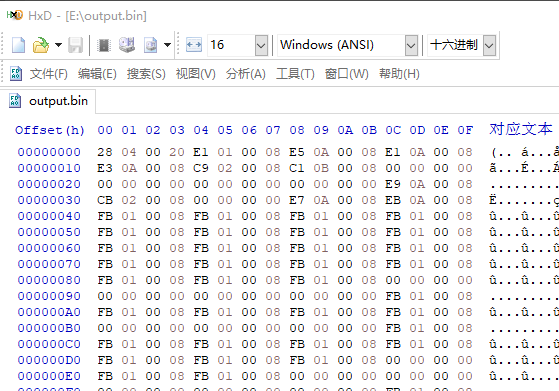 HxD - [E:\output.bin]
16 Windows (ANSI) 十六进制
文件(F) 编辑(E) 搜索(S) 视图(V) 分析(A) 工具(T) 窗口(W) 帮助(H)
output.bin
Offset(h) 00 01 02 03 04 05 06 07 08 09 0A 0B 0C 0D 0E 0F 对应文本
00000000 28 04 00 20 E1 01 00 08 E5 0A 00 08 E1 0A 00 08 (.. á...å
00000010 E3 0A 00 08 C9 02 00 08 C1 0B 00 08 00 00 00 00 ã...É...Á
00000020 00 00 00 00 00 00 00 00 00 00 00 00 E9 0A 00 08 .........
00000030 CB 02 00 08 00 00 00 00 E7 0A 00 08 EB 0A 00 08 Ë.......ç
00000040 FB 01 00 08 FB 01 00 08 FB 01 00 08 FB 01 00 08 û...û...û
00000050 FB 01 00 08 FB 01 00 08 FB 01 00 08 FB 01 00 08 û...û...û
00000060 FB 01 00 08 FB 01 00 08 FB 01 00 08 FB 01 00 08 û...û...û
00000070 FB 01 00 08 FB 01 00 08 FB 01 00 08 FB 01 00 08 û...û...û
00000080 FB 01 00 08 FB 01 00 08 FB 01 00 08 FB 01 00 08 û...û...û
00000090 00 00 00 00 00 00 00 00 00 00 00 00 FB 01 00 08 .........
000000A0 FB 01 00 08 FB 01 00 08 FB 01 00 08 FB 01 00 08 û...û...û
000000B0 00 00 00 00 00 00 00 00 00 00 00 00 FB 01 00 08 .........
000000C0 FB 01 00 08 FB 01 00 08 FB 01 00 08 FB 01 00 08 û...û...û
000000D0 FB 01 00 08 FB 01 00 08 FB 01 00 08 00 00 00 00 û...û...û
000000E0 FB 01 00 08 FB 01 00 08 FB 01 00 08 00 00 00 00 û...û...û